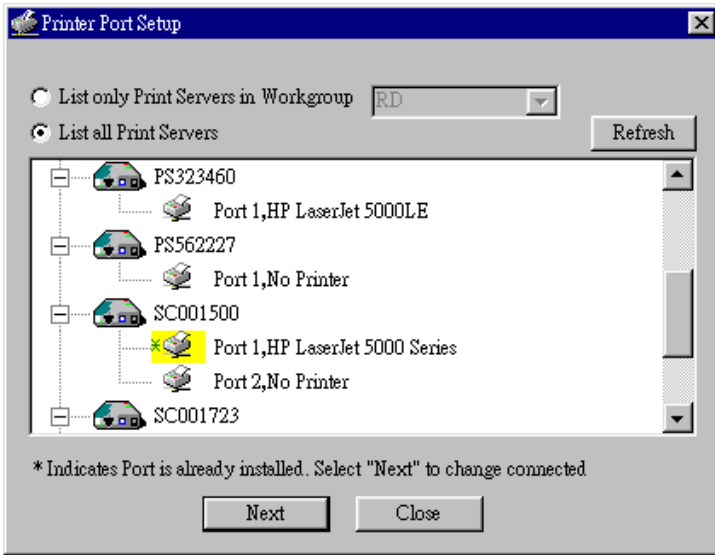 Printer Port Setup
List only Print Servers in Workgroup RD
List all Print Servers Refresh
PS323460
Port 1,HP LaserJet 5000LE
PS562227
Port 1,No Printer
SC001500
* Port 1,HP LaserJet 5000 Series
Port 2,No Printer
SC001723
* Indicates Port is already installed. Select "Next" to change connected
Next Close